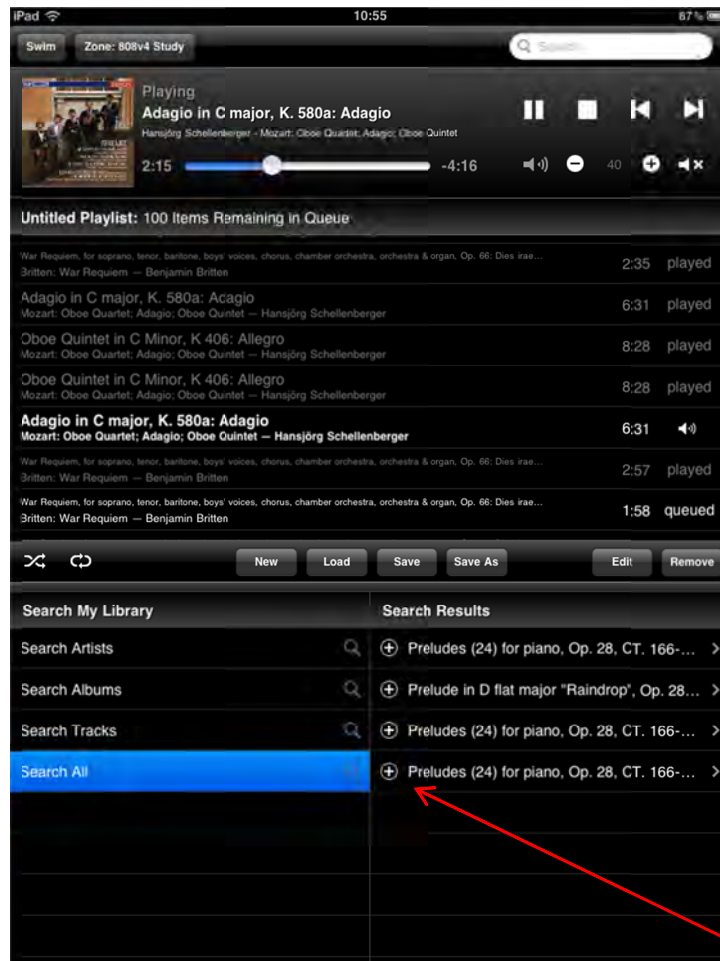 iPad 10:55 87%
Swim Zone: 808v4 Study
Playing
Adagio in C major, K. 580a: Adagio
Hansjörg Schellenberger - Mozart: Oboe Quartet; Adagio; Oboe Quintet
2:15 -4:16 40
Untitled Playlist: 100 Items Remaining in Queue
War Requiem, for soprano, tenor, baritone, boys' voices, chorus, chamber orchestra, orchestra & organ, Op. 66: Dies irae...
Britten: War Requiem — Benjamin Britten 2:35 played
Adagio in C major, K. 580a: Adagio
Mozart: Oboe Quartet; Adagio; Oboe Quintet — Hansjörg Schellenberger 6:31 played
Oboe Quintet in C Minor, K 406: Allegro
Mozart: Oboe Quartet; Adagio; Oboe Quintet — Hansjörg Schellenberger 8:28 played
Oboe Quintet in C Minor, K 406: Allegro
Mozart: Oboe Quartet; Adagio; Oboe Quintet — Hansjörg Schellenberger 8:28 played
Adagio in C major, K. 580a: Adagio
Mozart: Oboe Quartet; Adagio; Oboe Quintet — Hansjörg Schellenberger 6:31
War Requiem, for soprano, tenor, baritone, boys' voices, chorus, chamber orchestra, orchestra & organ, Op. 66: Dies irae...
Britten: War Requiem — Benjamin Britten 2:57 played
War Requiem, for soprano, tenor, baritone, boys' voices, chorus, chamber orchestra, orchestra & organ, Op. 66: Dies irae...
Britten: War Requiem — Benjamin Britten 1:58 queued
New Load Save Save As Edit Remove
Search My Library Search Results
Search Artists Preludes (24) for piano, Op. 28, CT. 166-...
Search Albums Prelude in D flat major "Raindrop", Op. 28...
Search Tracks Preludes (24) for piano, Op. 28, CT. 166-...
Search All Preludes (24) for piano, Op. 28, CT. 166-...